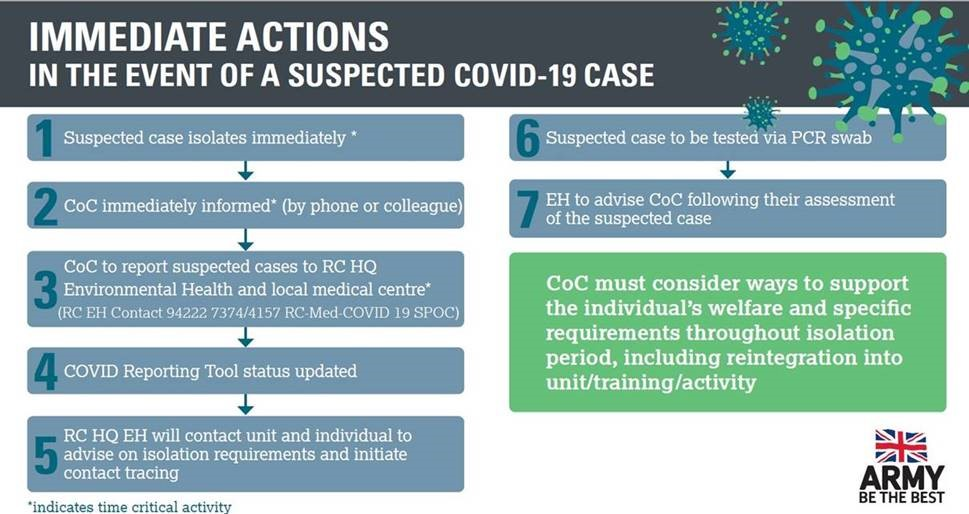 IMMEDIATE ACTIONS
IN THE EVENT OF A SUSPECTED COVID-19 CASE
1 Suspected case isolates immediately *
2 CoC immediately informed* (by phone or colleague)
3 CoC to report suspected cases to RC HQ
Environmental Health and local medical centre*
(RC EH Contact 94222 7374/4157 RC-Med-COVID 19 SPOC)
4 COVID Reporting Tool status updated
5 RC HQ EH will contact unit and individual to
advise on isolation requirements and initiate
contact tracing
*indicates time critical activity
6 Suspected case to be tested via PCR swab
7 EH to advise CoC following their assessment
of the suspected case
CoC must consider ways to support
the individual's welfare and specific
requirements throughout isolation
period, including reintegration into
unit/training/activity
ARMY
BE THE BEST